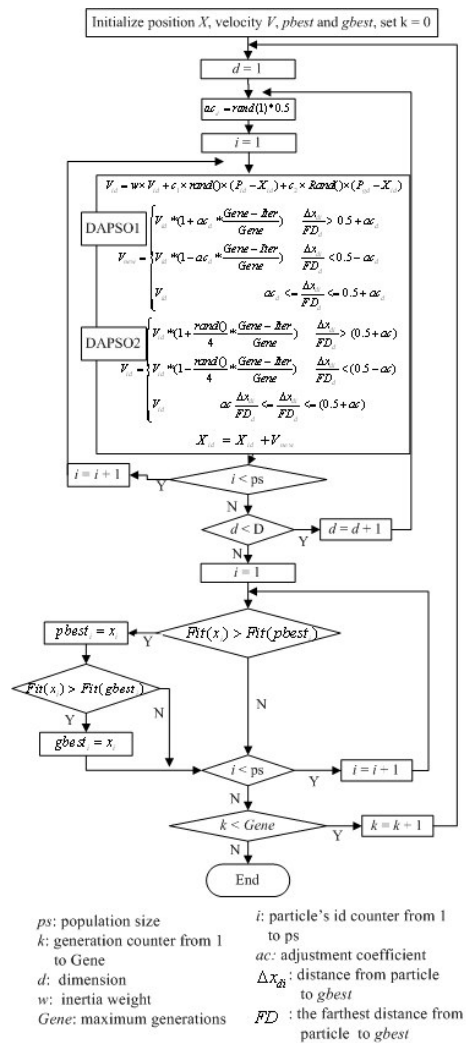 Initialize position X, velocity V, pbest and gbest, set k = 0
d = 1
ac_d = rand(1)*0.5
i = 1
V_id = w×V_id + c_1×rand()×(P_id−X_id)+c_2×Rand()×(P_gd−X_id)
DAPSO1
V_id *(1+ac_d *(Gene−Iter)/Gene) Δx_di/FD_d > 0.5+ac_d
V_new = V_id *(1−ac_d *(Gene−Iter)/Gene) Δx_di/FD_d < 0.5−ac_d
V_id ac_d <= Δx_di/FD_d <= 0.5+ac_d
DAPSO2
V_id *(1+rand()/4 *(Gene−Iter)/Gene) Δx_di/FD_d > (0.5+ac)
V_id = V_id *(1−rand()/4 *(Gene−Iter)/Gene) Δx_di/FD_d < (0.5−ac)
V_id ac Δx_di/FD_d <= Δx_di/FD_d <= (0.5+ac)
X_id = X_id + V_new
i = i + 1
Y
i < ps
N
d < D
Y
d = d + 1
N
i = 1
pbest_i = x_i
Y
Fit(x_i) > Fit(pbest_i)
Fit(x_i) > Fit(gbest)
N
N
Y
gbest_i = x_i
i < ps
Y
i = i + 1
N
k < Gene
Y
k = k + 1
N
End
ps: population size
k: generation counter from 1
to Gene
d: dimension
w: inertia weight
Gene: maximum generations
i: particle's id counter from 1
to ps
ac: adjustment coefficient
Δx_di : distance from particle
to gbest
FD : the farthest distance from
particle to gbest